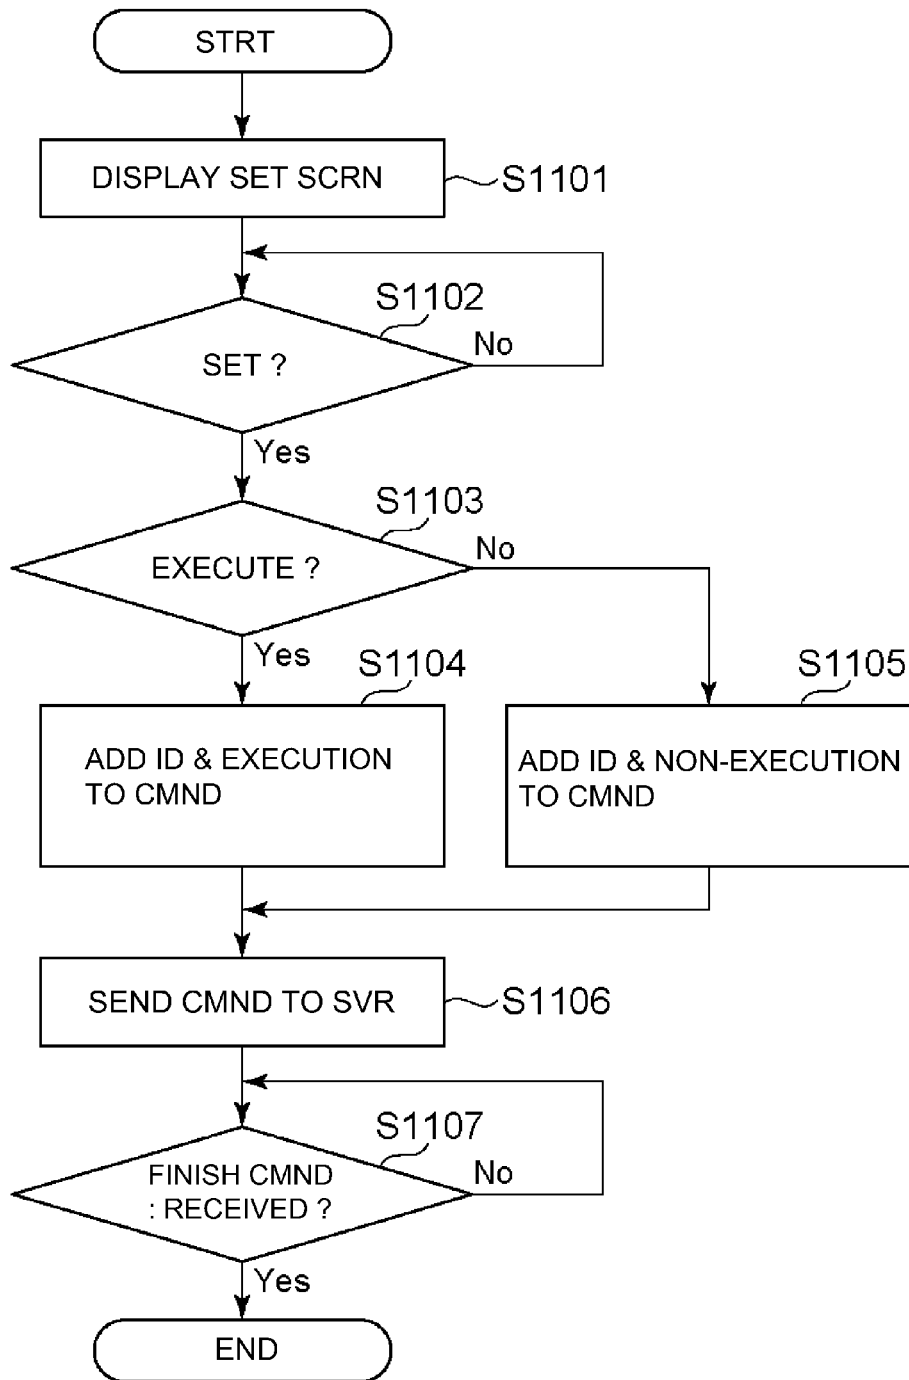 STRT
DISPLAY SET SCRN
S1101
S1102
SET ?
No
Yes
S1103
EXECUTE ?
No
Yes
S1104
S1105
ADD ID & EXECUTION
TO CMND
ADD ID & NON-EXECUTION
TO CMND
SEND CMND TO SVR
S1106
S1107
FINISH CMND
: RECEIVED ?
No
Yes
END